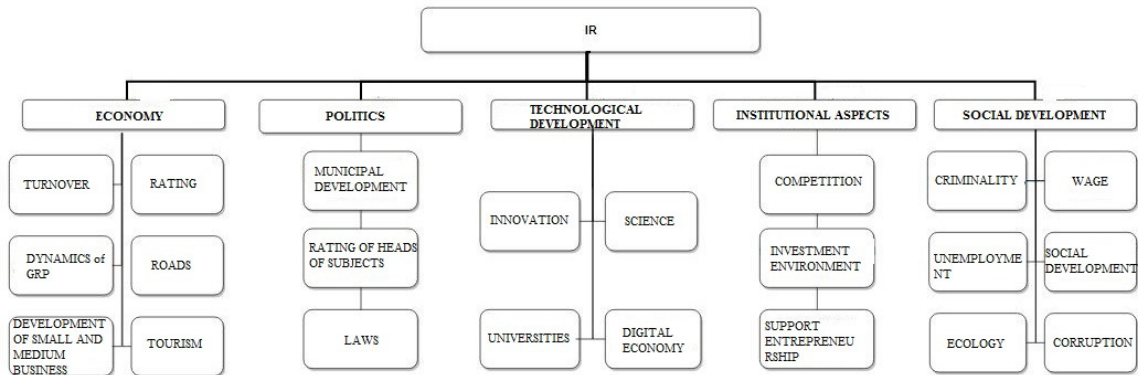 IR
ECONOMY
POLITICS
TECHNOLOGICAL
DEVELOPMENT
INSTITUTIONAL ASPECTS
SOCIAL DEVELOPMENT
TURNOVER
RATING
DYNAMICS of
GRP
ROADS
DEVELOPMENT
OF SMALL AND
MEDIUM
BUSINESS
TOURISM
MUNICIPAL
DEVELOPMENT
RATING OF HEADS
OF SUBJECTS
LAWS
INNOVATION
SCIENCE
UNIVERSITIES
DIGITAL
ECONOMY
COMPETITION
INVESTMENT
ENVIRONMENT
SUPPORT
ENTREPRENEU
RSHIP
CRIMINALITY
WAGE
UNEMPLOYME
NT
SOCIAL
DEVELOPMENT
ECOLOGY
CORRUPTION